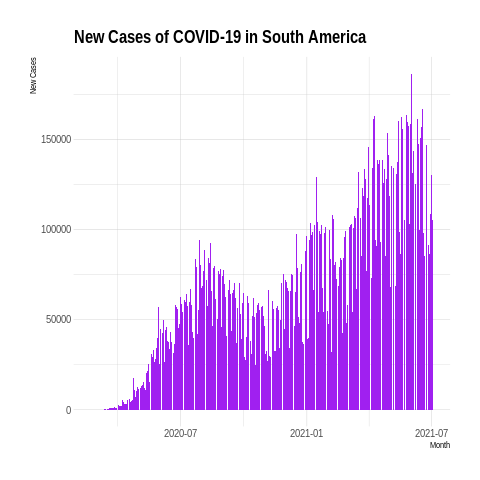 New Cases of COVID-19 in South America
New Cases
150000
100000
50000
0
2020-07 2021-01 2021-07
Month